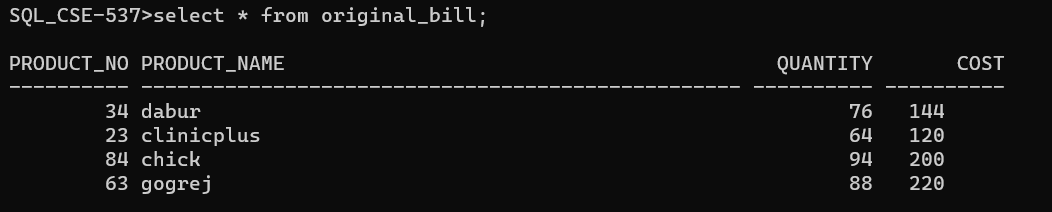 SQL_CSE-537>select * from original_bill;
PRODUCT_NO PRODUCT_NAME QUANTITY COST
---------- -------------------------------------------------- ---------- ----------
34 dabur 76 144
23 clinicplus 64 120
84 chick 94 200
63 gogrej 88 220